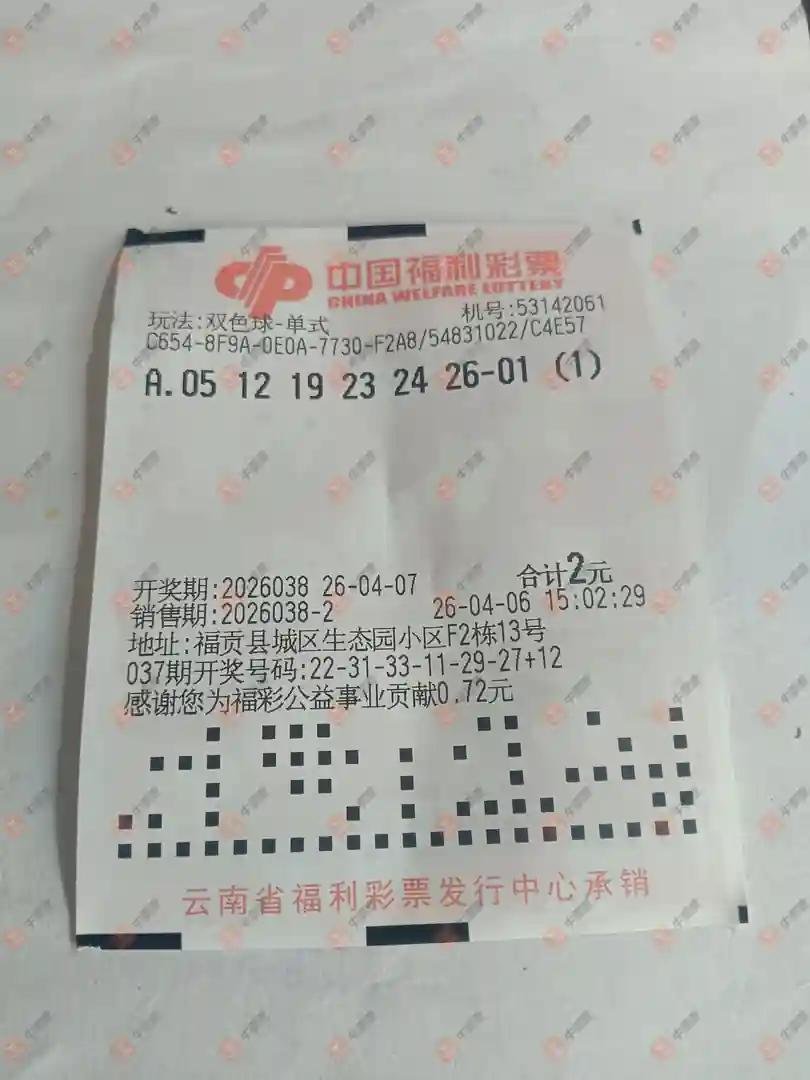 中国福利彩票
CHINA WELFARE LOTTERY
玩法:双色球-单式 机号:53142061
C654-8F9A-0E0A-7730-F2A8/54831022/C4E57
A.05 12 19 23 24 26-01 (1)
开奖期:2026038 26-04-07 合计2元
销售期:2026038-2 26-04-06 15:02:29
地址:福贡县城区生态园小区F2栋13号
037期开奖号码:22-31-33-11-29-27+12
感谢您为福彩公益事业贡献0.72元
云南省福利彩票发行中心承销